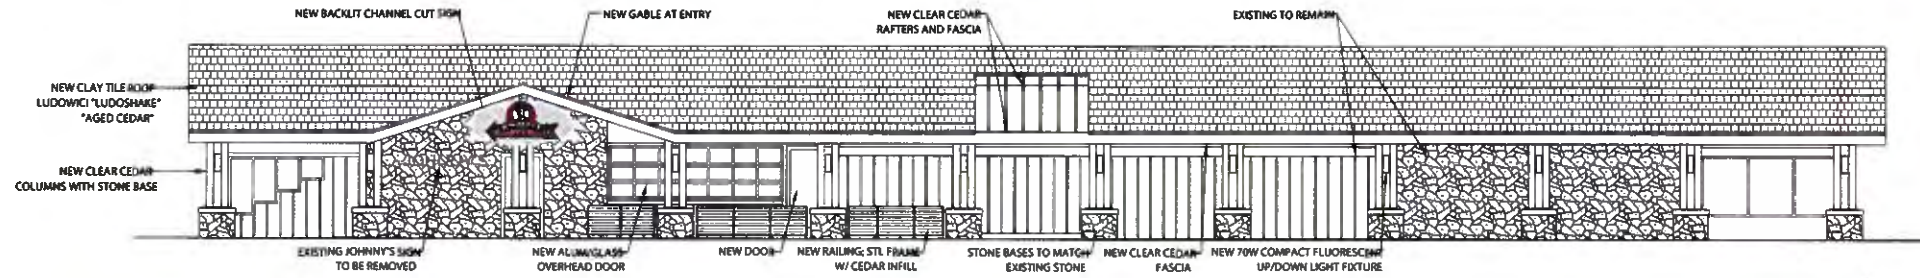 NEW BACKLIT CHANNEL CUT SIGN
NEW GABLE AT ENTRY
NEW CLEAR CEDAR
RAFTERS AND FASCIA
EXISTING TO REMAIN
NEW CLAY TILE ROOF
LUDOWICI "LUDOSHAKE"
"AGED CEDAR"
NEW CLEAR CEDAR
COLUMNS WITH STONE BASE
EXISTING JOHNNY'S SIGN
TO BE REMOVED
NEW ALUM/GLASS
OVERHEAD DOOR
NEW DOOR
NEW RAILING; STL FRAME
W/ CEDAR INFILL
STONE BASES TO MATCH
EXISTING STONE
NEW CLEAR CEDAR
FASCIA
NEW 70W COMPACT FLUORESCENT
UP/DOWN LIGHT FIXTURE